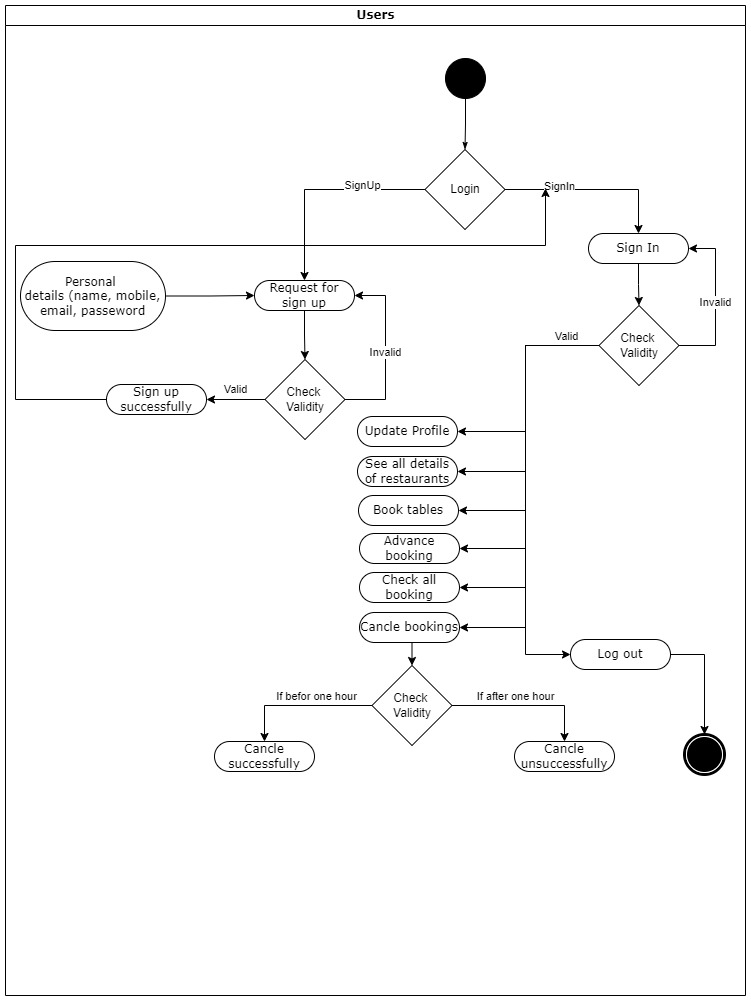 Users
Login
SignUp
SignIn
Sign In
Personal
details (name, mobile,
email, passeword
Request for
sign up
Invalid
Check
Validity
Valid
Invalid
Check
Validity
Valid
Sign up
successfully
Update Profile
See all details
of restaurants
Book tables
Advance
booking
Check all
booking
Cancle bookings
Log out
Check
Validity
If befor one hour
If after one hour
Cancle
successfully
Cancle
unsuccessfully